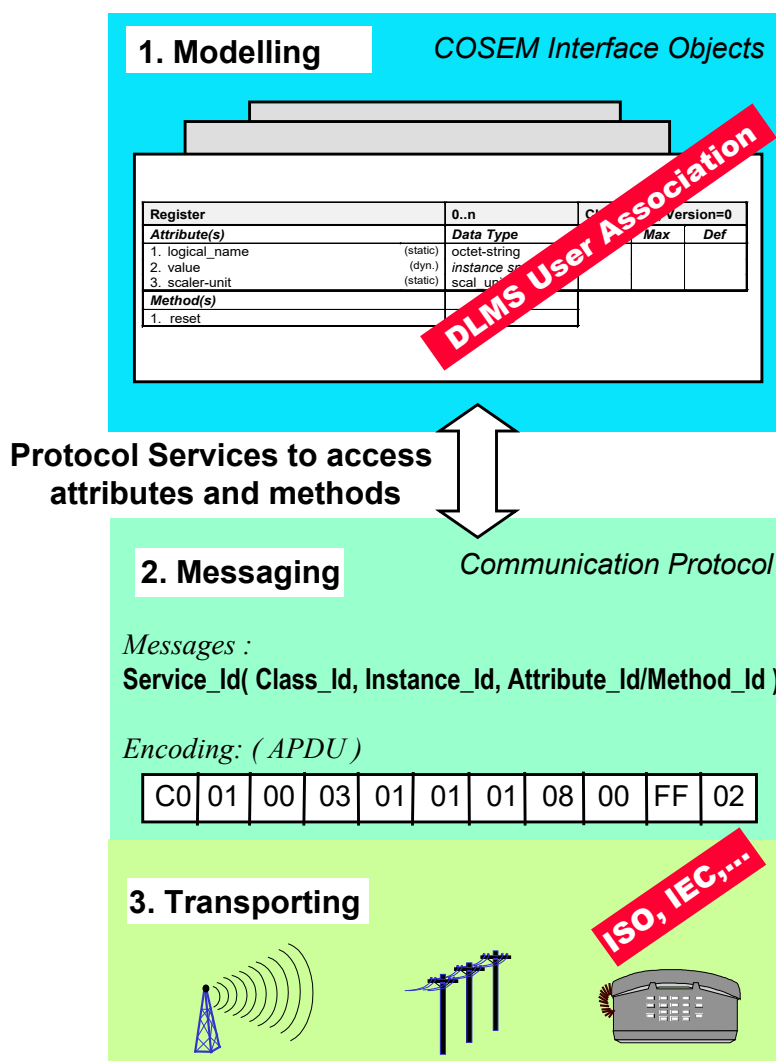 1. Modelling
COSEM Interface Objects
DLMS User Association
Register 0..n Version=0
Attribute(s) Data Type Max Def
1. logical_name (static) octet-string
2. value (dyn.) instance
3. scaler-unit (static)
Method(s)
1. reset
Protocol Services to access
attributes and methods
2. Messaging
Communication Protocol
Messages :
Service_Id( Class_Id, Instance_Id, Attribute_Id/Method_Id )
Encoding: ( APDU )
C0 01 00 03 01 01 01 08 00 FF 02
3. Transporting
ISO, IEC,...